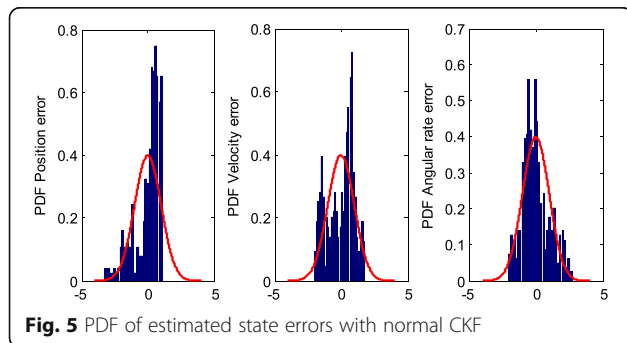 PDF Position error
0.8
0.6
0.4
0.2
0
-5 0 5
PDF Velocity error
0.8
0.6
0.4
0.2
0
-5 0 5
PDF Angular rate error
0.7
0.6
0.5
0.4
0.3
0.2
0.1
0
-5 0 5
Fig. 5 PDF of estimated state errors with normal CKF